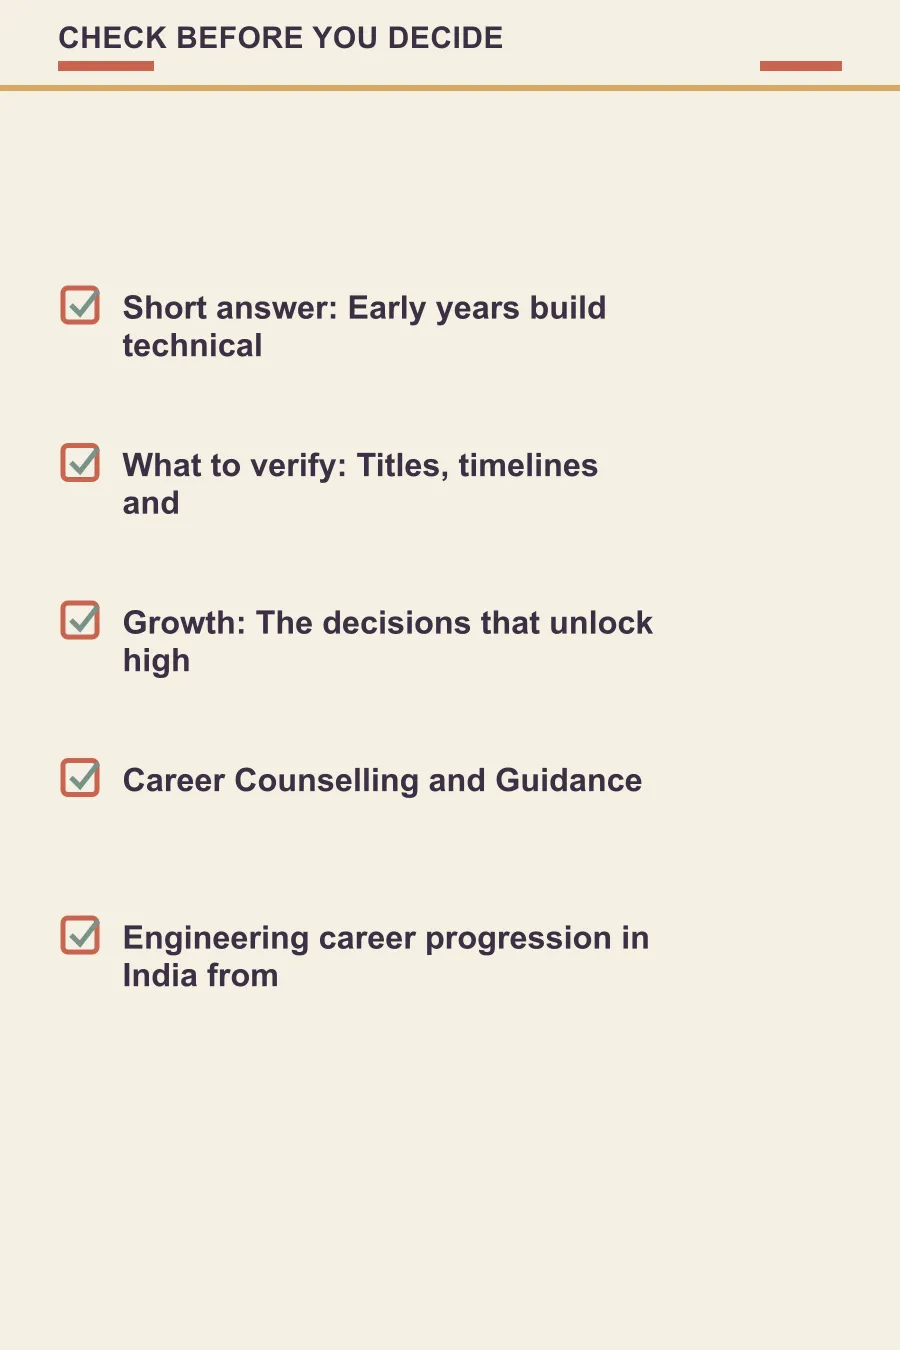 CHECK BEFORE YOU DECIDE
Short answer: Early years build
technical
What to verify: Titles, timelines
and
Growth: The decisions that unlock
high
Career Counselling and Guidance
Engineering career progression in
India from